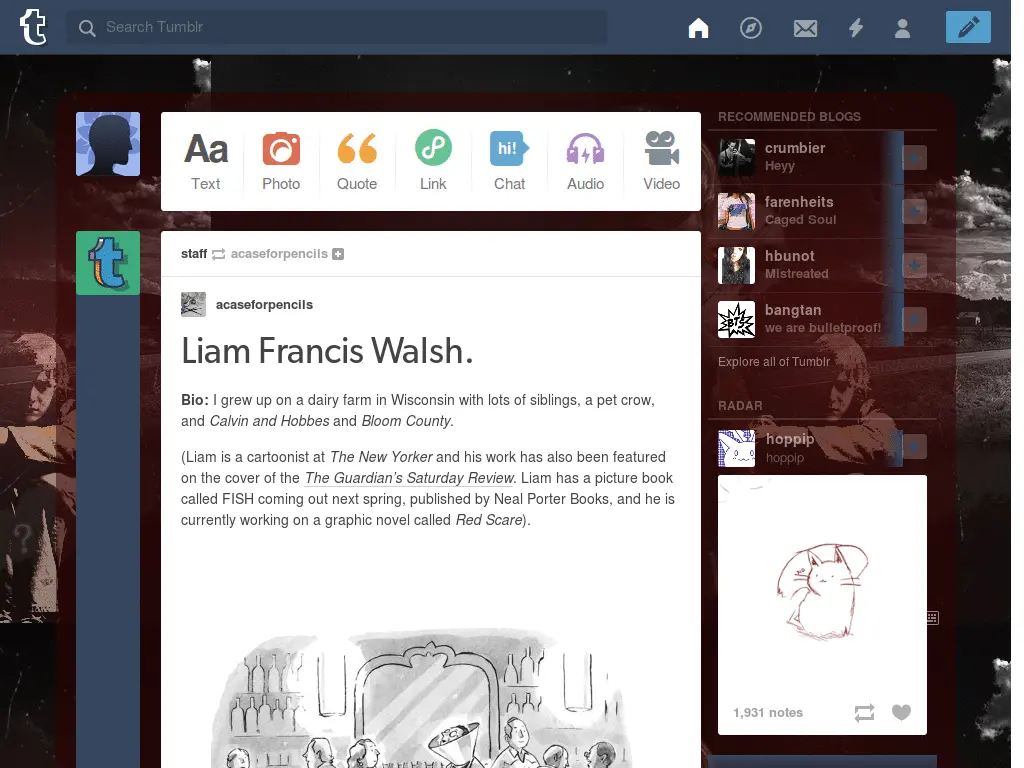 Search Tumblr
Aa
hi!
Text
Photo
Quote
Link
Chat
Audio
Video
staff acaseforpencils
acaseforpencils
Liam Francis Walsh.
Bio: I grew up on a dairy farm in Wisconsin with lots of siblings, a pet crow,
and Calvin and Hobbes and Bloom County.
(Liam is a cartoonist at The New Yorker and his work has also been featured
on the cover of the The Guardian’s Saturday Review. Liam has a picture book
called FISH coming out next spring, published by Neal Porter Books, and he is
currently working on a graphic novel called Red Scare).
RECOMMENDED BLOGS
crumbier
Heyy
farenheits
Caged Soul
hbunot
Mistreated
BTS
bangtan
we are bulletproof!
Explore all of Tumblr
RADAR
hoppip
hoppip
1,931 notes